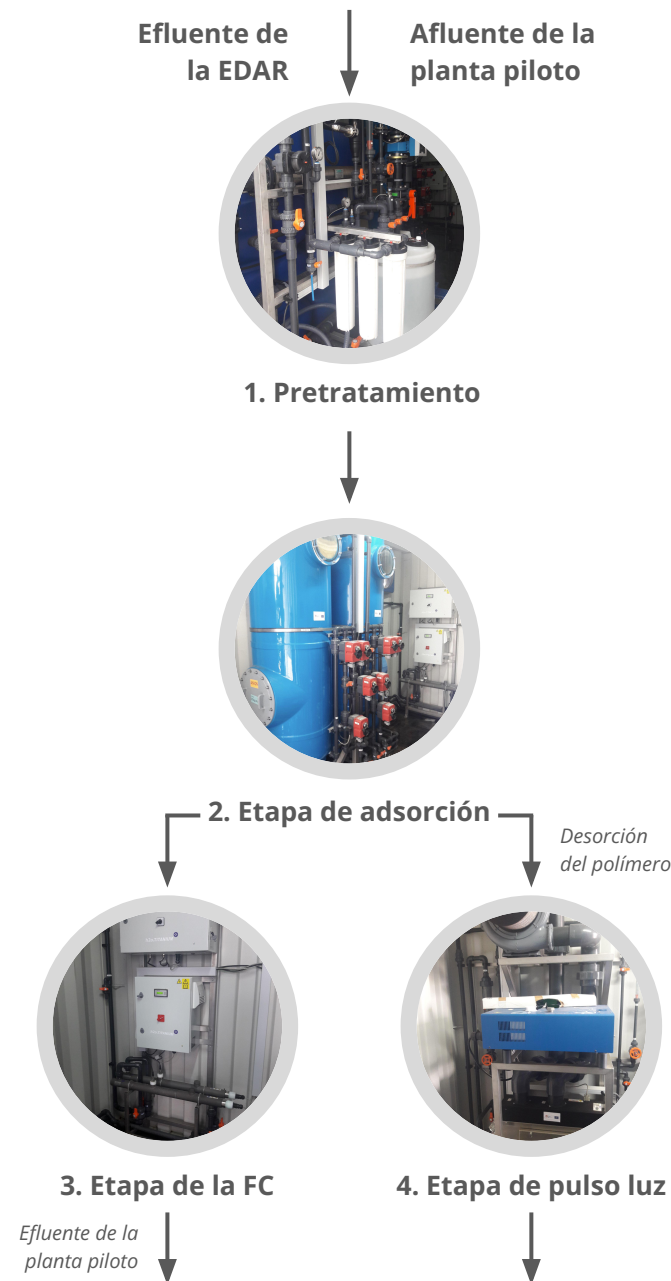 Efluente de
la EDAR
Afluente de la
planta piloto
1. Pretratamiento
2. Etapa de adsorción
Desorción
del polímero
3. Etapa de la FC
4. Etapa de pulso luz
Efluente de la
planta piloto